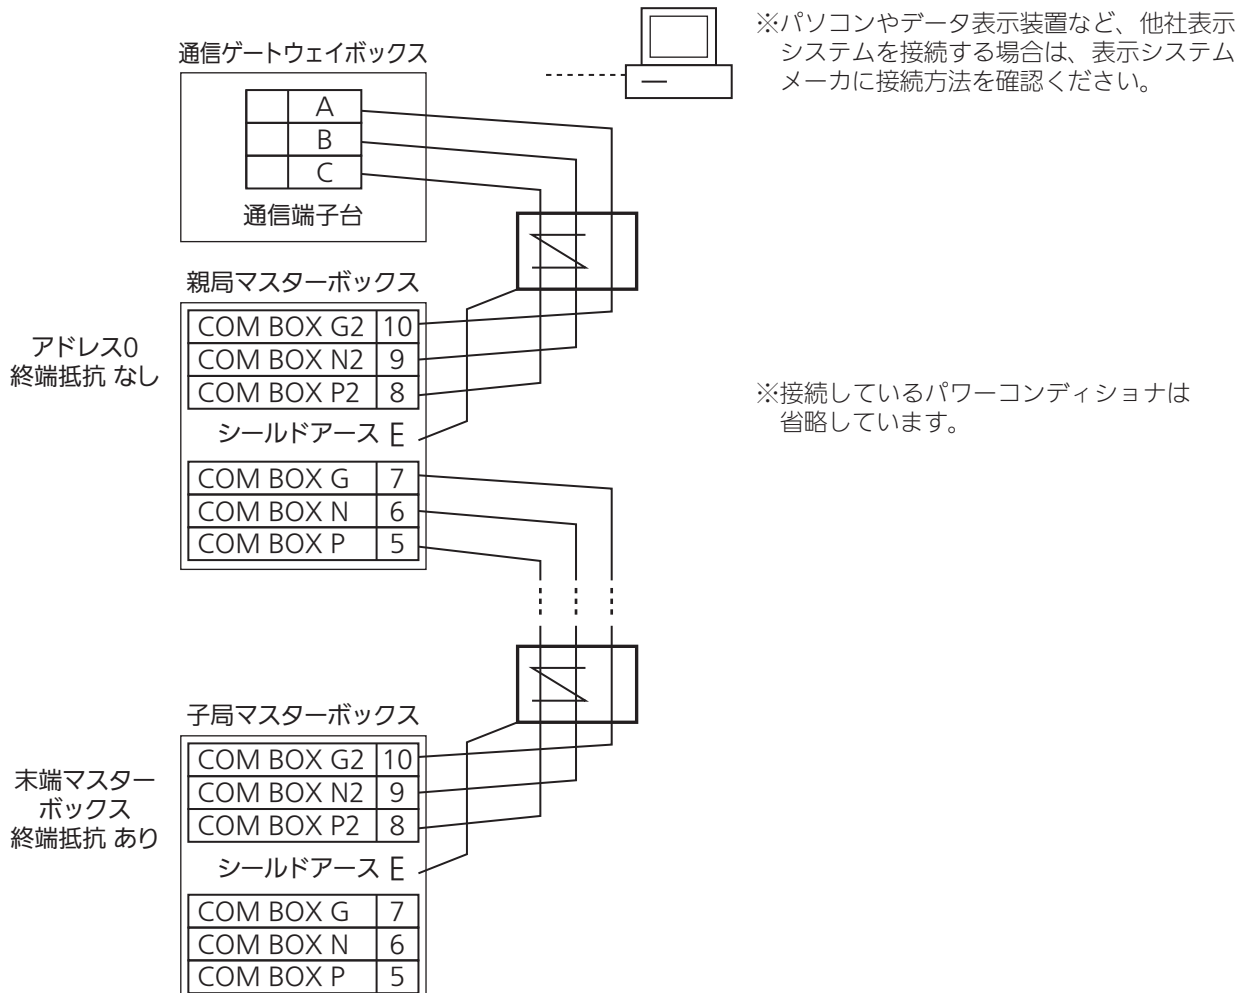 ※パソコンやデータ表示装置など、他社表示
システムを接続する場合は、表示システム
メーカに接続方法を確認ください。
通信ゲートウェイボックス
A
B
C
通信端子台
親局マスターボックス
アドレス0
終端抵抗 なし
COM BOX G2 10
COM BOX N2 9
COM BOX P2 8
シールドアース E
COM BOX G 7
COM BOX N 6
COM BOX P 5
※接続しているパワーコンディショナは
省略しています。
子局マスターボックス
末端マスター
ボックス
終端抵抗 あり
COM BOX G2 10
COM BOX N2 9
COM BOX P2 8
シールドアース E
COM BOX G 7
COM BOX N 6
COM BOX P 5